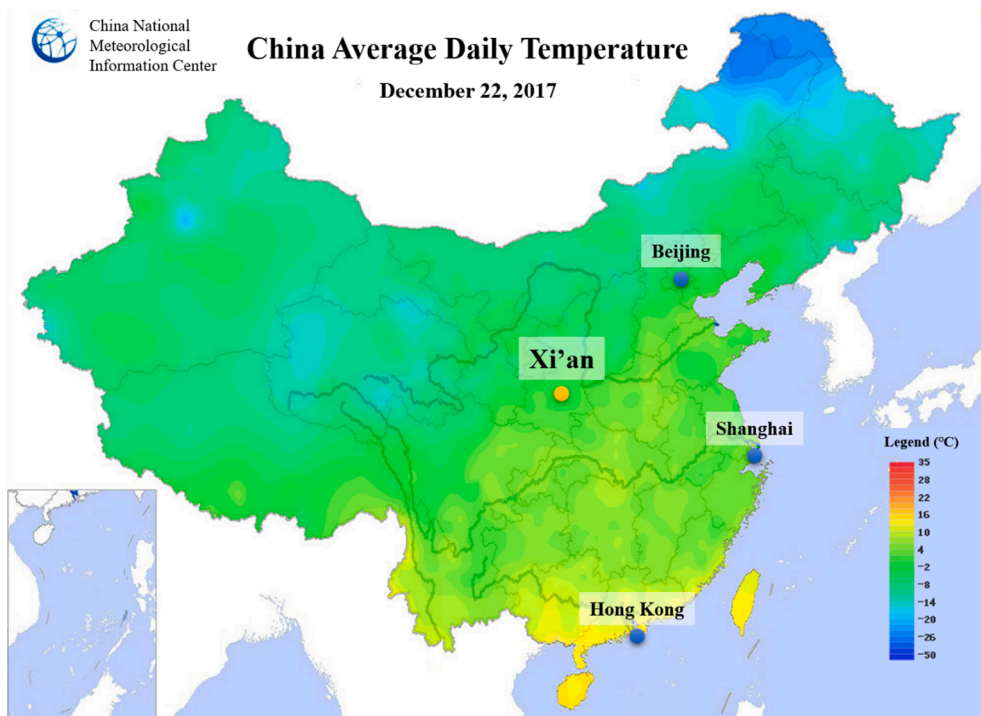 China National
Meteorological
Information Center
China Average Daily Temperature
December 22, 2017
Beijing
Xi’an
Shanghai
Hong Kong
Legend (℃)
35
28
22
16
10
4
−2
−8
−14
−20
−26
−50